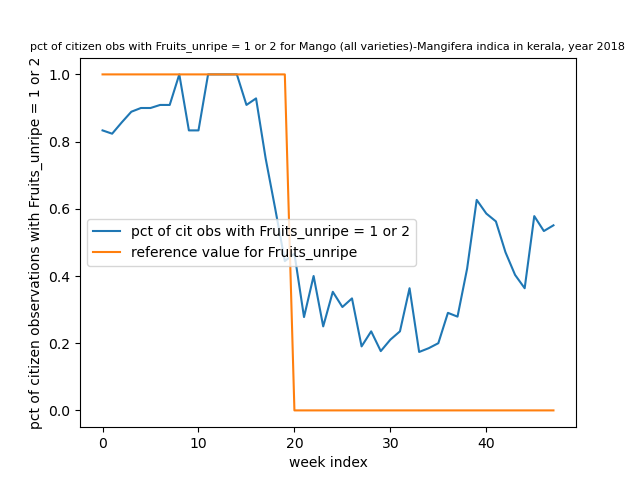 pct of citizen obs with Fruits_unripe = 1 or 2 for Mango (all varieties)-Mangifera indica in kerala, year 2018
pct of citizen observations with Fruits_unripe = 1 or 2
1.0
0.8
0.6
0.4
0.2
0.0
pct of cit obs with Fruits_unripe = 1 or 2
reference value for Fruits_unripe
0 10 20 30 40
week index